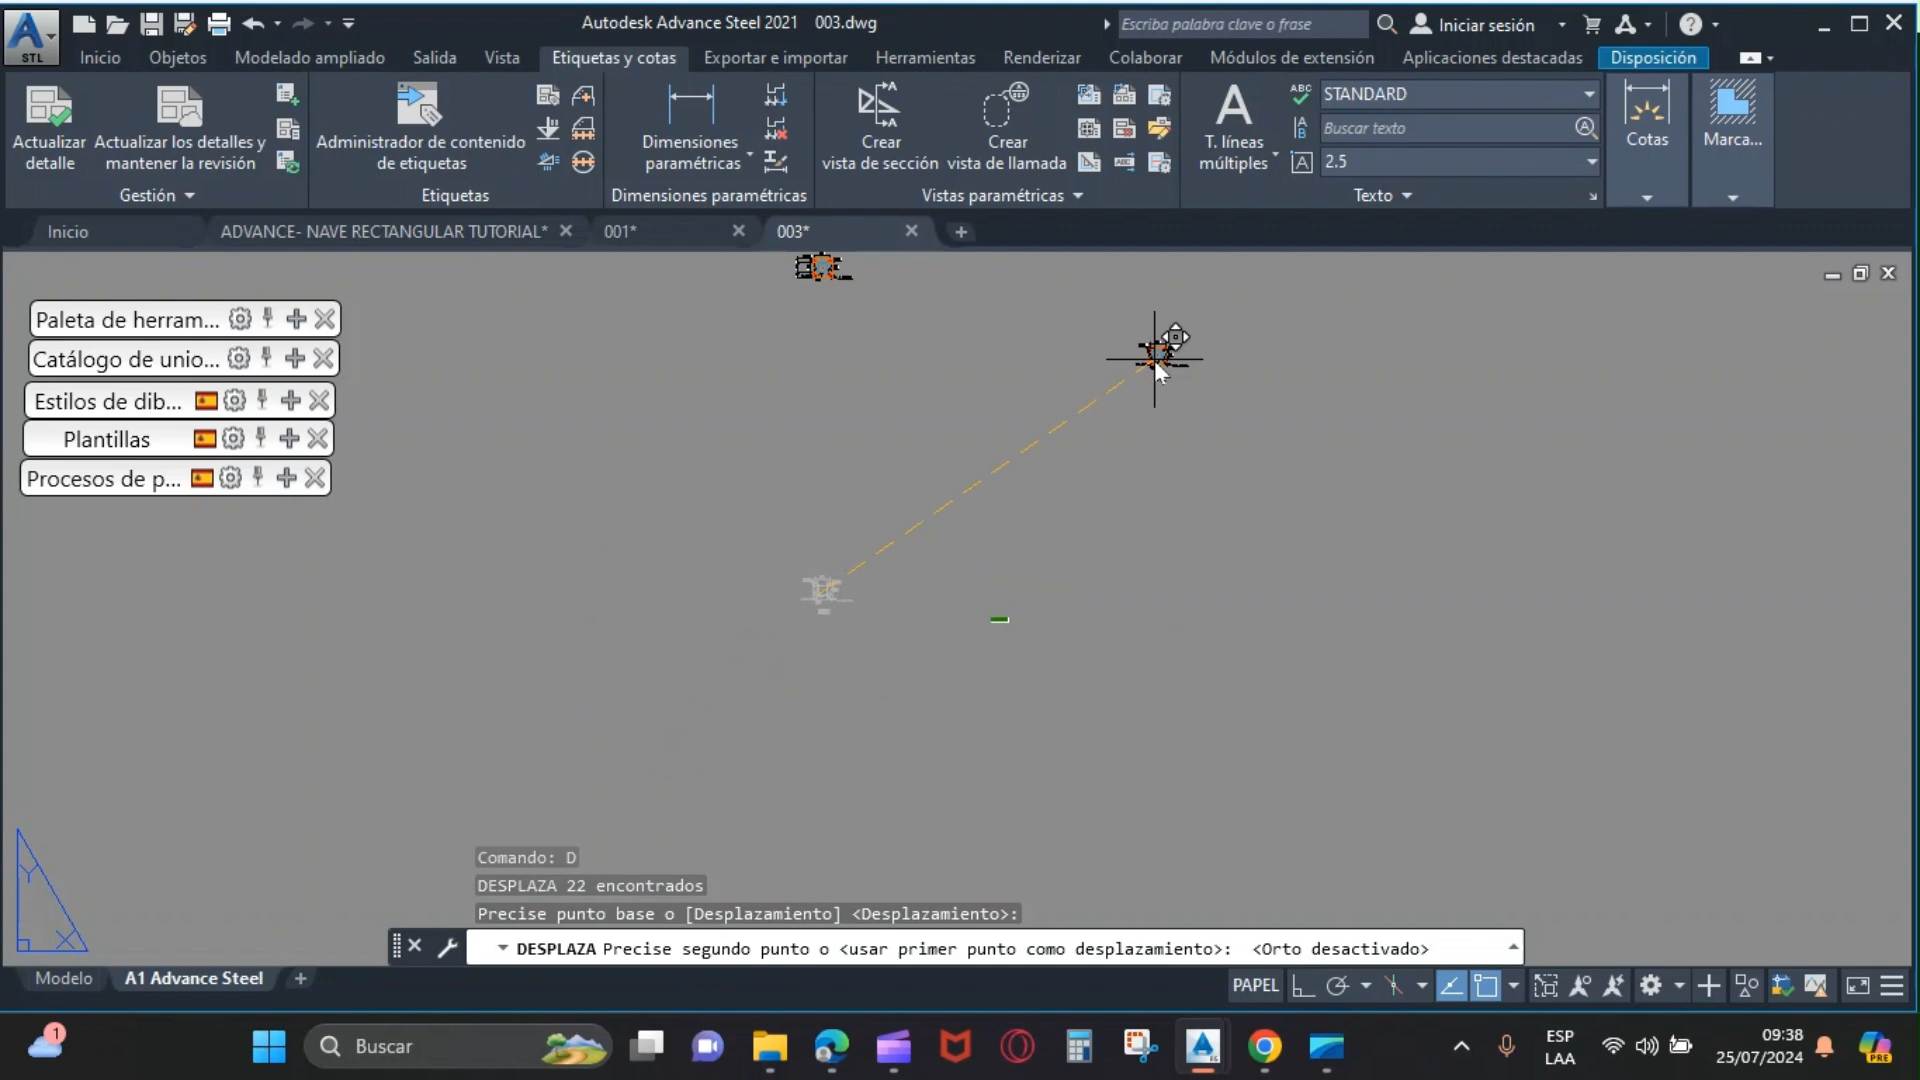 Autodesk Advance Steel 2021 003.dwg
Escriba palabra clave o frase
Iniciar sesión
STL
Inicio Objetos Modelado ampliado Salida Vista Etiquetas y cotas Exportar e importar Herramientas Renderizar Colaborar Módulos de extensión Aplicaciones destacadas Disposición
Actualizar detalle
Actualizar los detalles y mantener la revisión
Administrador de contenido de etiquetas
Dimensiones paramétricas
Crear vista de sección
Crear vista de llamada
T. líneas múltiples
ABC
STANDARD
Buscar texto
2.5
Cotas
Marca...
Gestión
Etiquetas
Dimensiones paramétricas
Vistas paramétricas
Texto
Inicio
ADVANCE- NAVE RECTANGULAR TUTORIAL*
001*
003*
Paleta de herram...
Catálogo de unio...
Estilos de dib...
Plantillas
Procesos de p...
Y
X
Comando: D
DESPLAZA 22 encontrados
Precise punto base o [Desplazamiento] <Desplazamiento>:
DESPLAZA Precise segundo punto o <usar primer punto como desplazamiento>: <Orto desactivado>
Modelo
A1 Advance Steel
PAPEL
1
Buscar
ESP
LAA
09:38
25/07/2024
PRE